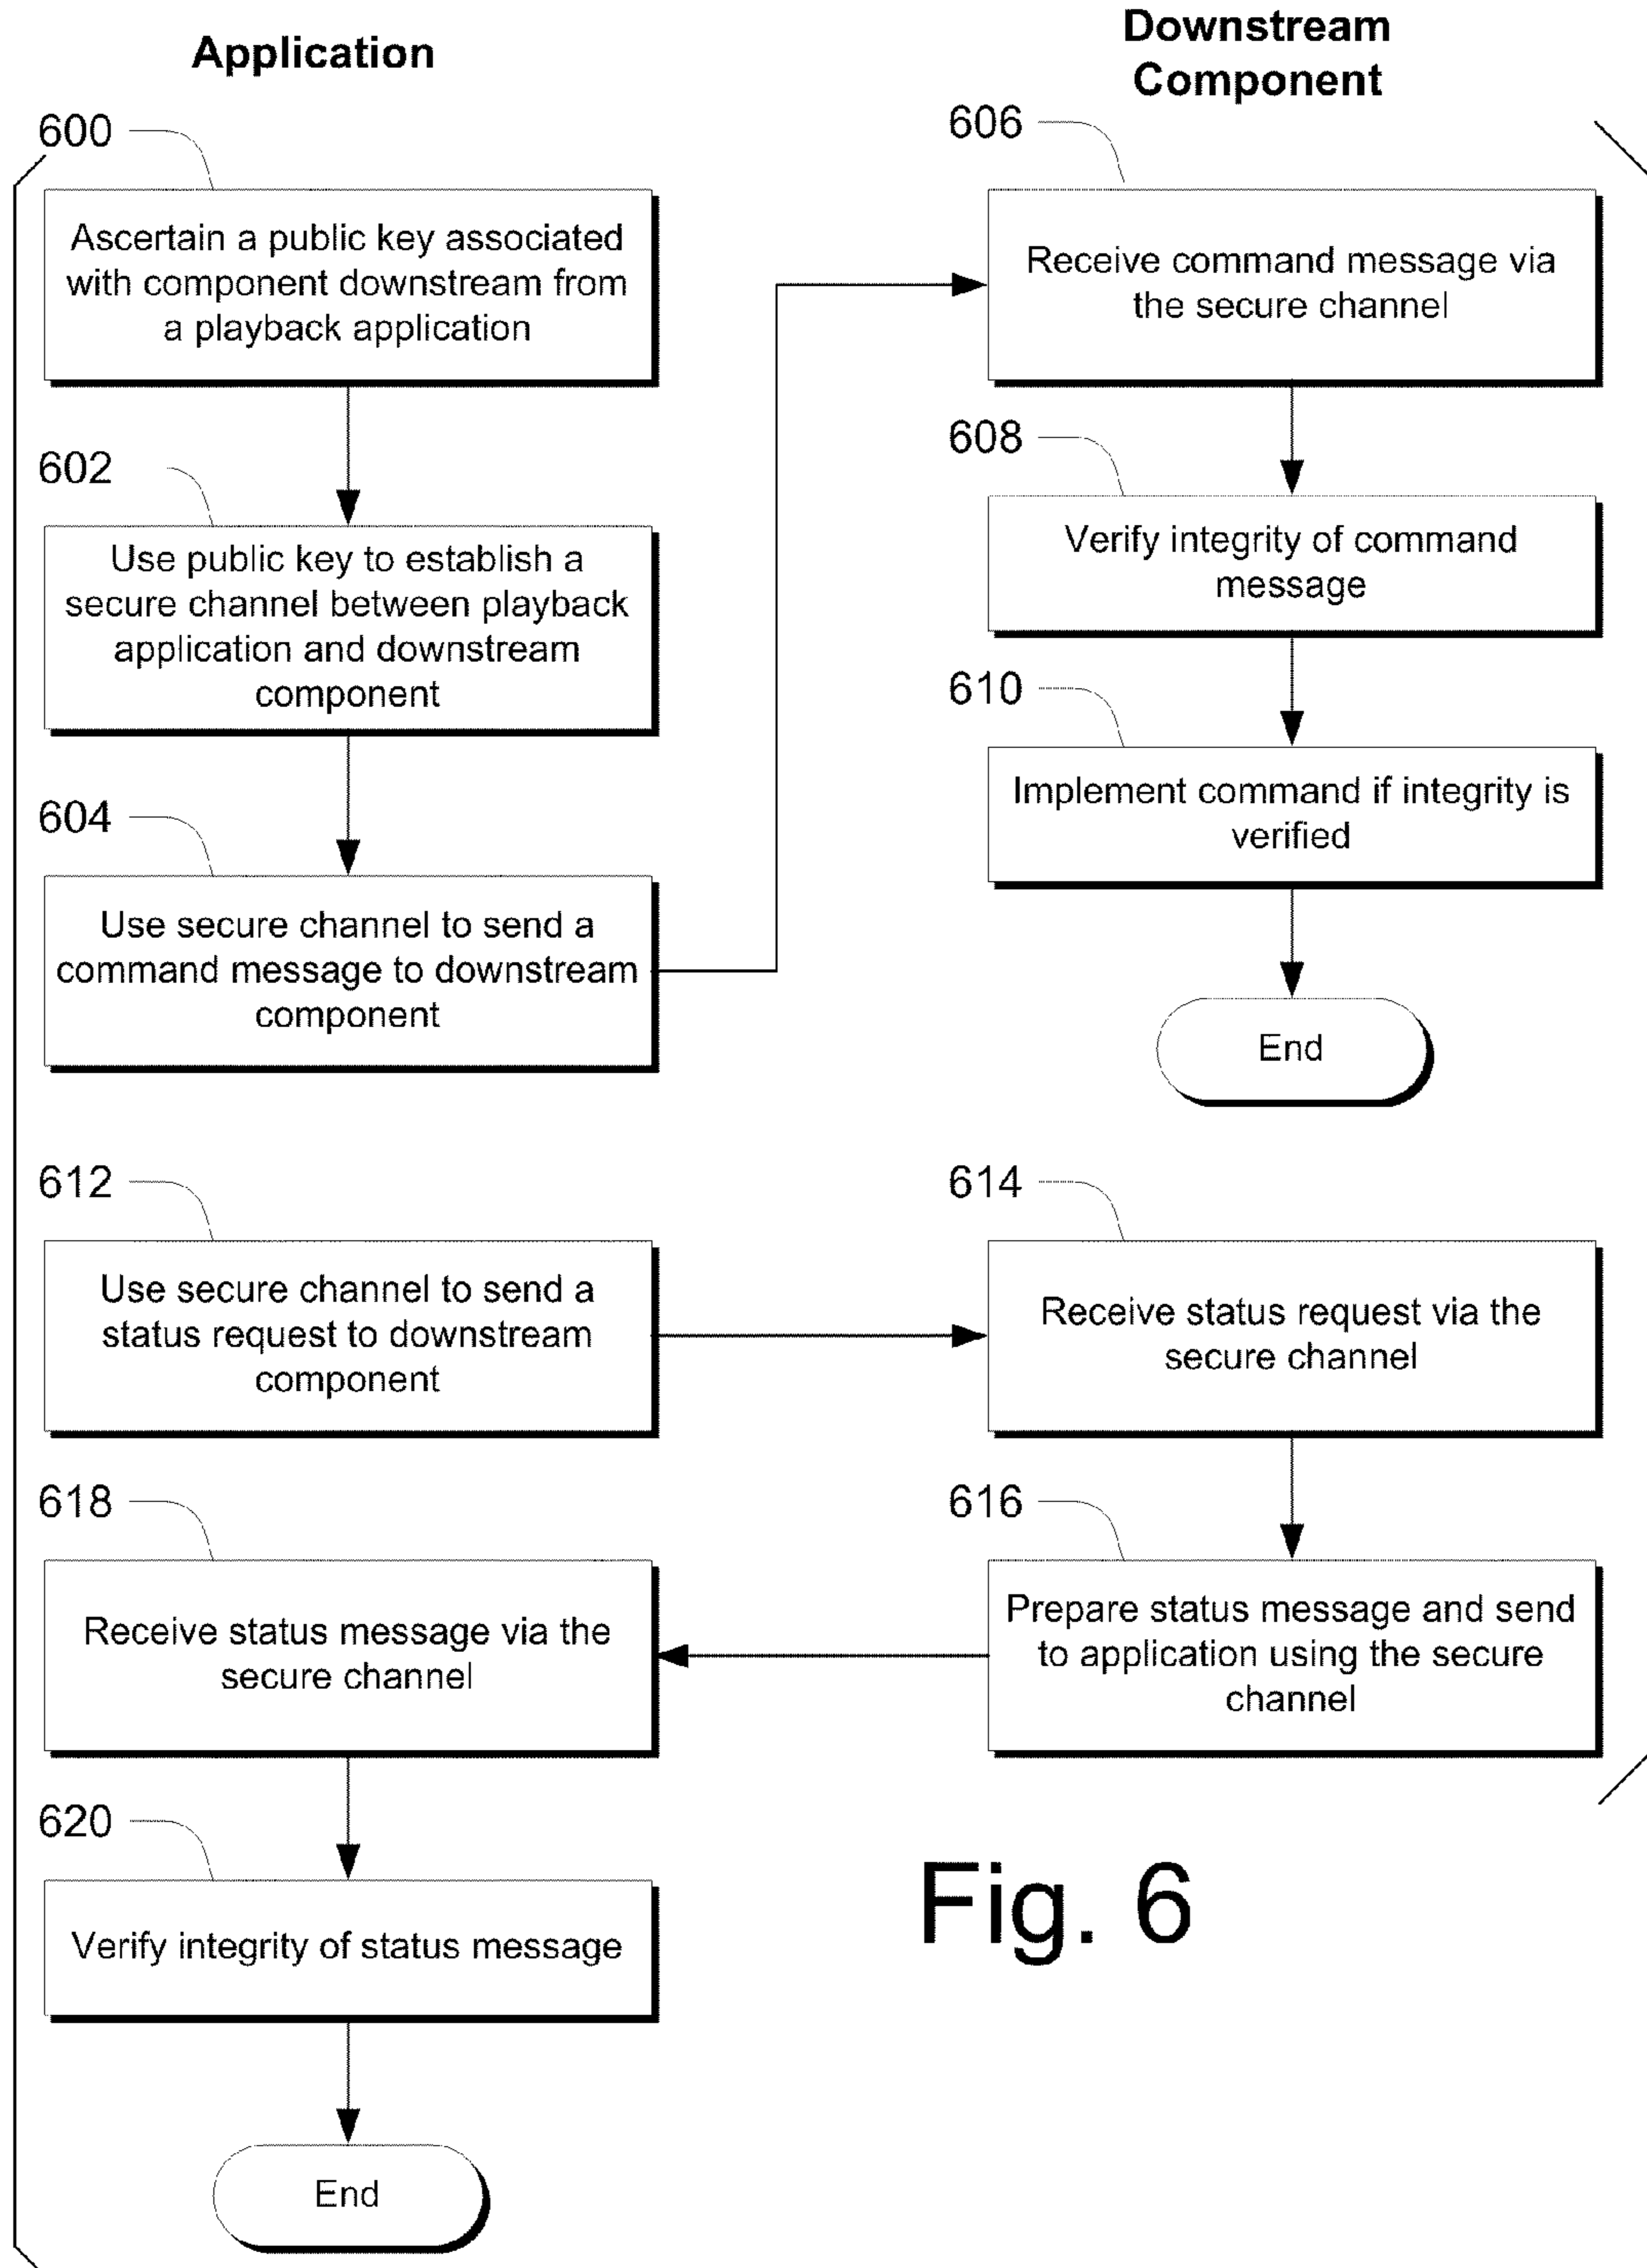 Application
600
Ascertain a public key associated
with component downstream from
a playback application
602
Use public key to establish a
secure channel between playback
application and downstream
component
604
Use secure channel to send a
command message to downstream
component
Downstream
Component
606
Receive command message via
the secure channel
608
Verify integrity of command
message
610
Implement command if integrity is
verified
End
612
Use secure channel to send a
status request to downstream
component
614
Receive status request via the
secure channel
616
Prepare status message and send
to application using the secure
channel
618
Receive status message via the
secure channel
620
Verify integrity of status message
End
Fig. 6